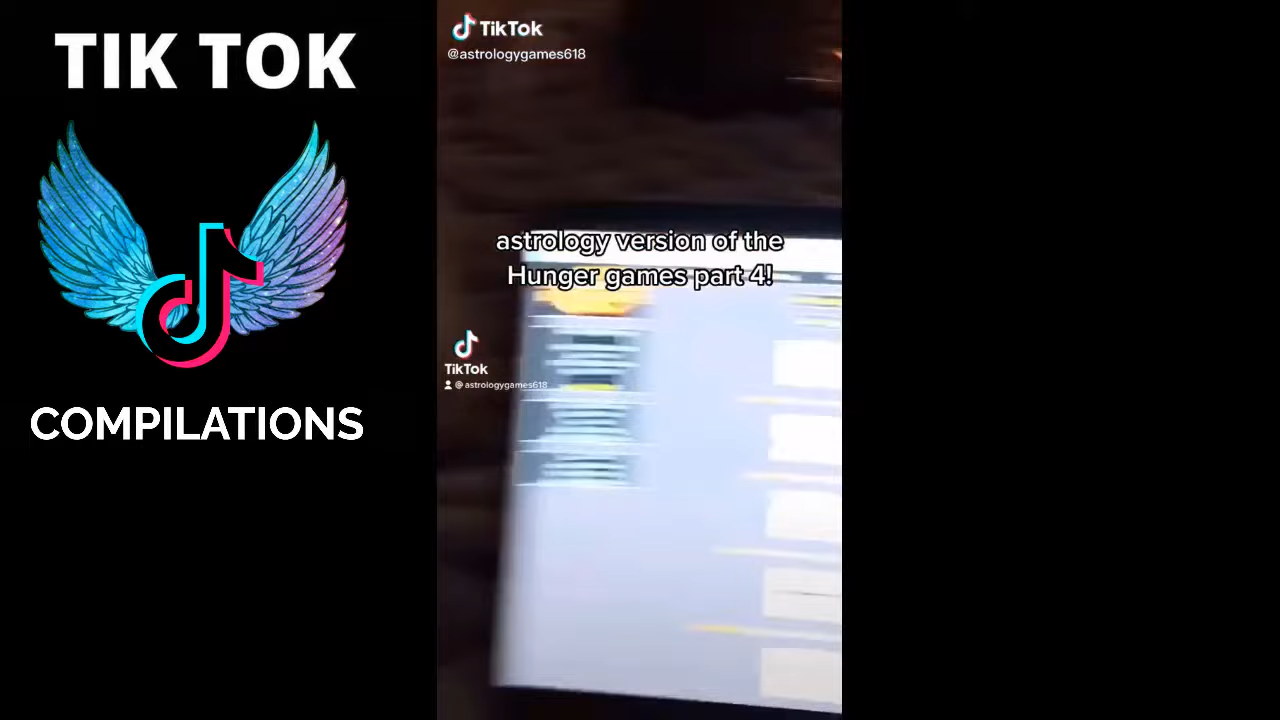 TIK TOK
COMPILATIONS
TikTok
@astrologygames618
astrology version of the
Hunger games part 4!
TikTok
@astrologygames618